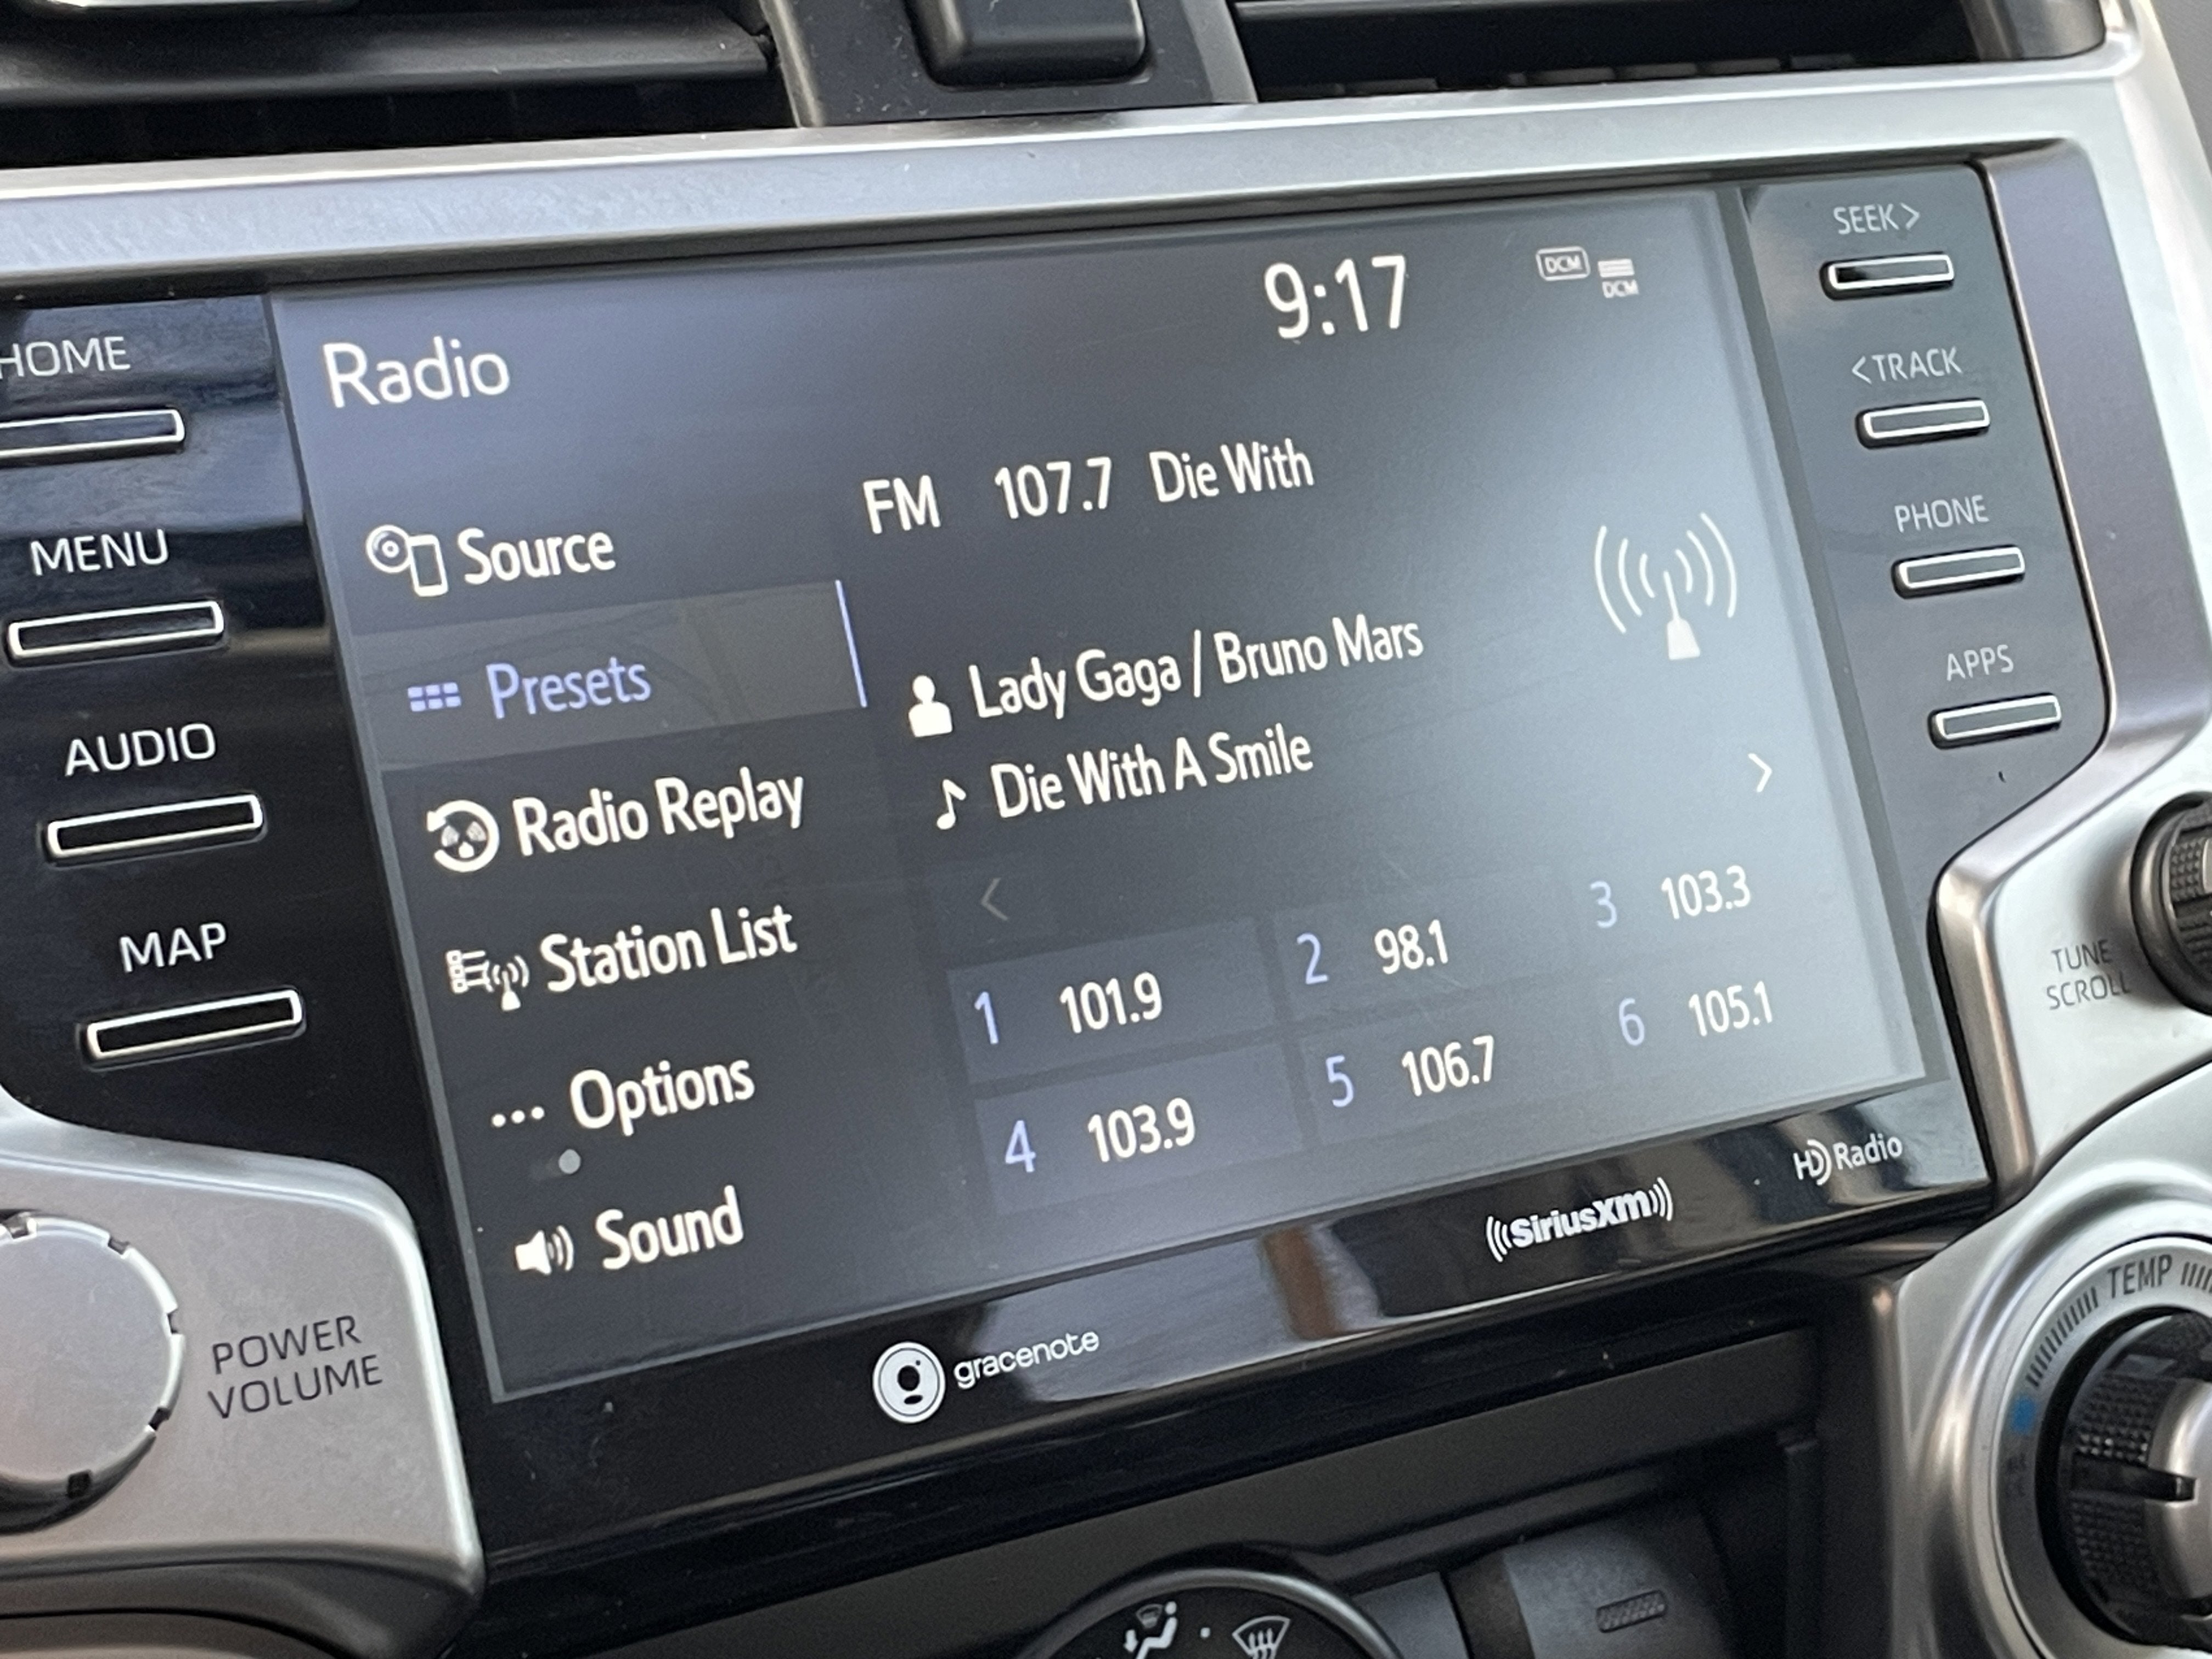 9:17
DCM
DCM
SEEK >
Radio
HOME
< TRACK
FM 107.7 Die With
Source
MENU
PHONE
Presets
Lady Gaga / Bruno Mars
APPS
AUDIO
Radio Replay
Die With A Smile
>
<
MAP
Station List
1 101.9
2 98.1
3 103.3
TUNE
SCROLL
... Options
4 103.9
5 106.7
6 105.1
Sound
SiriusXM
HD Radio
POWER
VOLUME
gracenote
TEMP